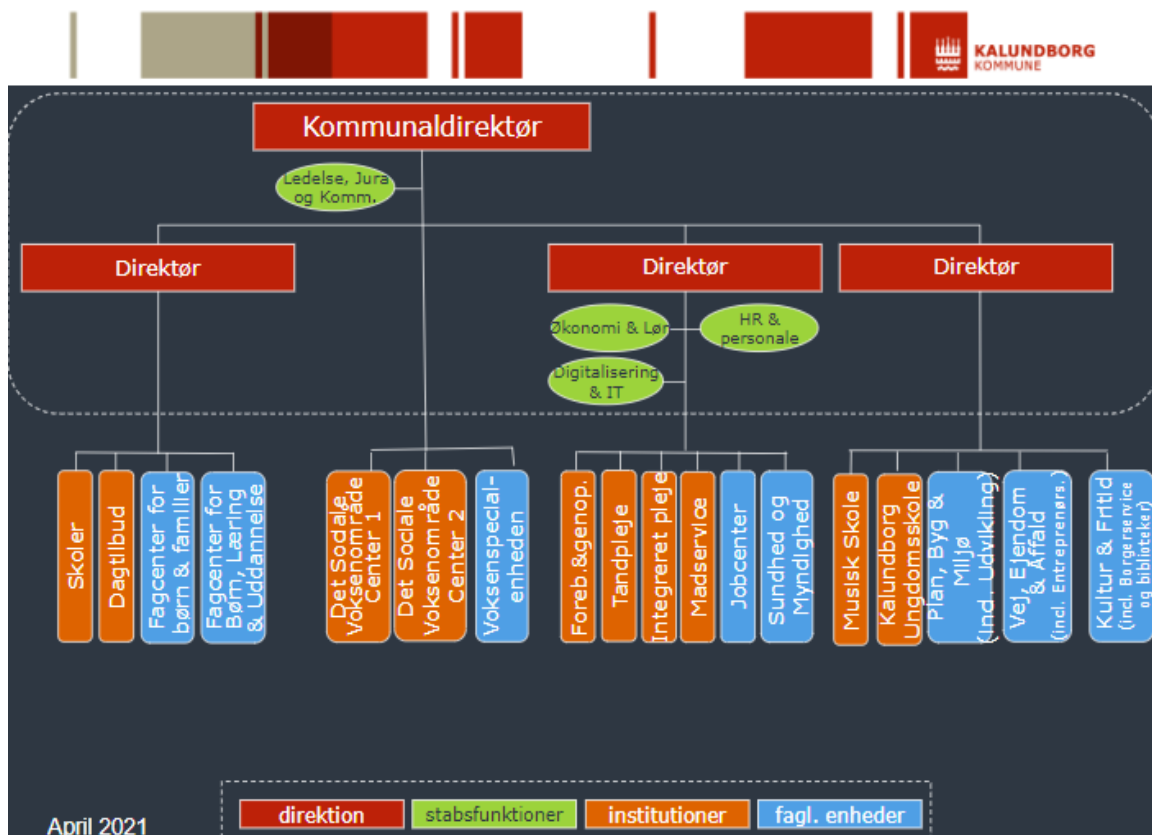 KALUNDBORG
KOMMUNE
Kommunaldirektør
Ledelse, Jura
og Komm.
Direktør
Direktør
Direktør
Økonomi & Løn
HR &
personale
Digitalisering
& IT
Skoler
Dagtilbud
Fagcenter for
børn & familier
Fagcenter for
Børn, Læring
& Uddannelse
Det Sociale
Voksenområde
Center 1
Det Sociale
Voksenområde
Center 2
Voksenspecial-
enheden
Foreb.&genop.
Tandpleje
Integreret pleje
Madservice
Jobcenter
Sundhed og
Myndighed
Musisk Skole
Kalundborg
Ungdomsskole
Plan, Byg &
Miljø
(ind. Udvikling)
Vej, Ejendom
& Affald
(incl. Entreprenørs.)
Kultur & Fritid
(incl. Borgerservice
og biblioteker)
April 2021
direktion
stabsfunktioner
institutioner
fagl. enheder